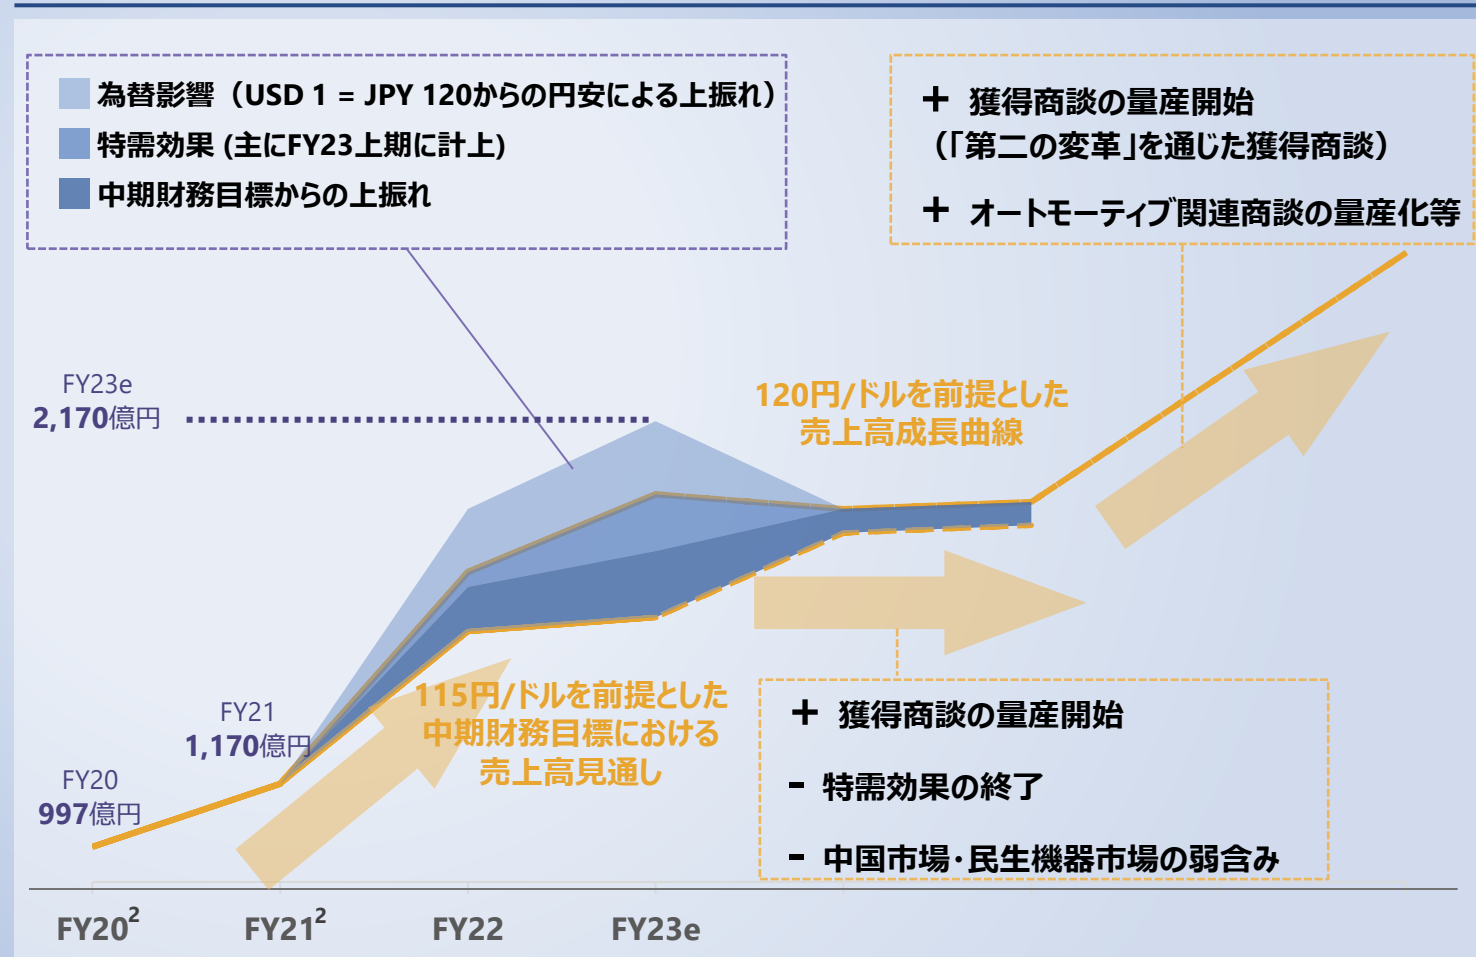 為替影響（USD 1 = JPY 120からの円安による上振れ）
特需効果 (主にFY23上期に計上)
中期財務目標からの上振れ
+ 獲得商談の量産開始
（「第二の変革」を通じた獲得商談）
+ オートモーティブ関連商談の量産化等
FY23e
2,170億円
120円/ドルを前提とした
売上高成長曲線
115円/ドルを前提とした
中期財務目標における
売上高見通し
FY21
1,170億円
FY20
997億円
+ 獲得商談の量産開始
- 特需効果の終了
- 中国市場・民生機器市場の弱含み
FY20²
FY21²
FY22
FY23e